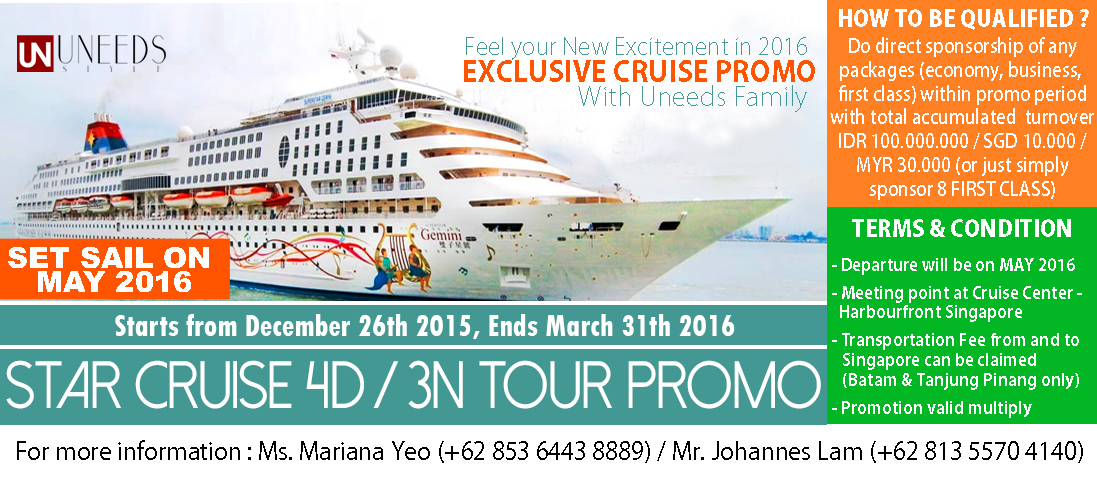 UN UNEEDS
STYLE
Feel your New Excitement in 2016
EXCLUSIVE CRUISE PROMO
With Uneeds Family
SUPERSTAR GEMINI
Gemini
雙子星號
SET SAIL ON
MAY 2016
Starts from December 26th 2015, Ends March 31th 2016
STAR CRUISE 4D / 3N TOUR PROMO
HOW TO BE QUALIFIED ?
Do direct sponsorship of any
packages (economy, business,
first class) within promo period
with total accumulated turnover
IDR 100.000.000 / SGD 10.000 /
MYR 30.000 (or just simply
sponsor 8 FIRST CLASS)
TERMS & CONDITION
- Departure will be on MAY 2016
- Meeting point at Cruise Center -
Harbourfront Singapore
- Transportation Fee from and to
Singapore can be claimed
(Batam & Tanjung Pinang only)
- Promotion valid multiply
For more information : Ms. Mariana Yeo (+62 853 6443 8889) / Mr. Johannes Lam (+62 813 5570 4140)